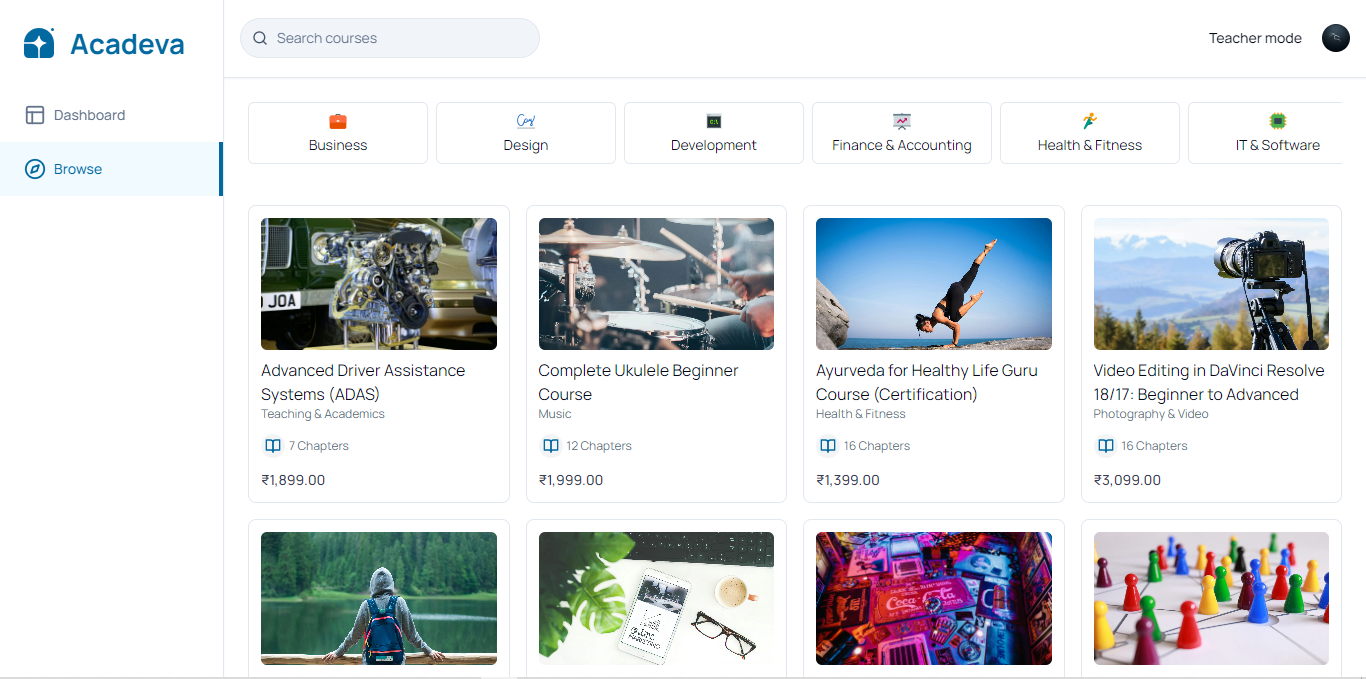 Acadeva
Search courses
Teacher mode
Dashboard
Browse
Business
Design
Development
Finance & Accounting
Health & Fitness
IT & Software
JOA
Advanced Driver Assistance
Systems (ADAS)
Teaching & Academics
7 Chapters
₹1,899.00
Complete Ukulele Beginner
Course
Music
12 Chapters
₹1,999.00
Ayurveda for Healthy Life Guru
Course (Certification)
Health & Fitness
16 Chapters
₹1,399.00
Video Editing in DaVinci Resolve
18/17: Beginner to Advanced
Photography & Video
16 Chapters
₹3,099.00
Coca-Cola